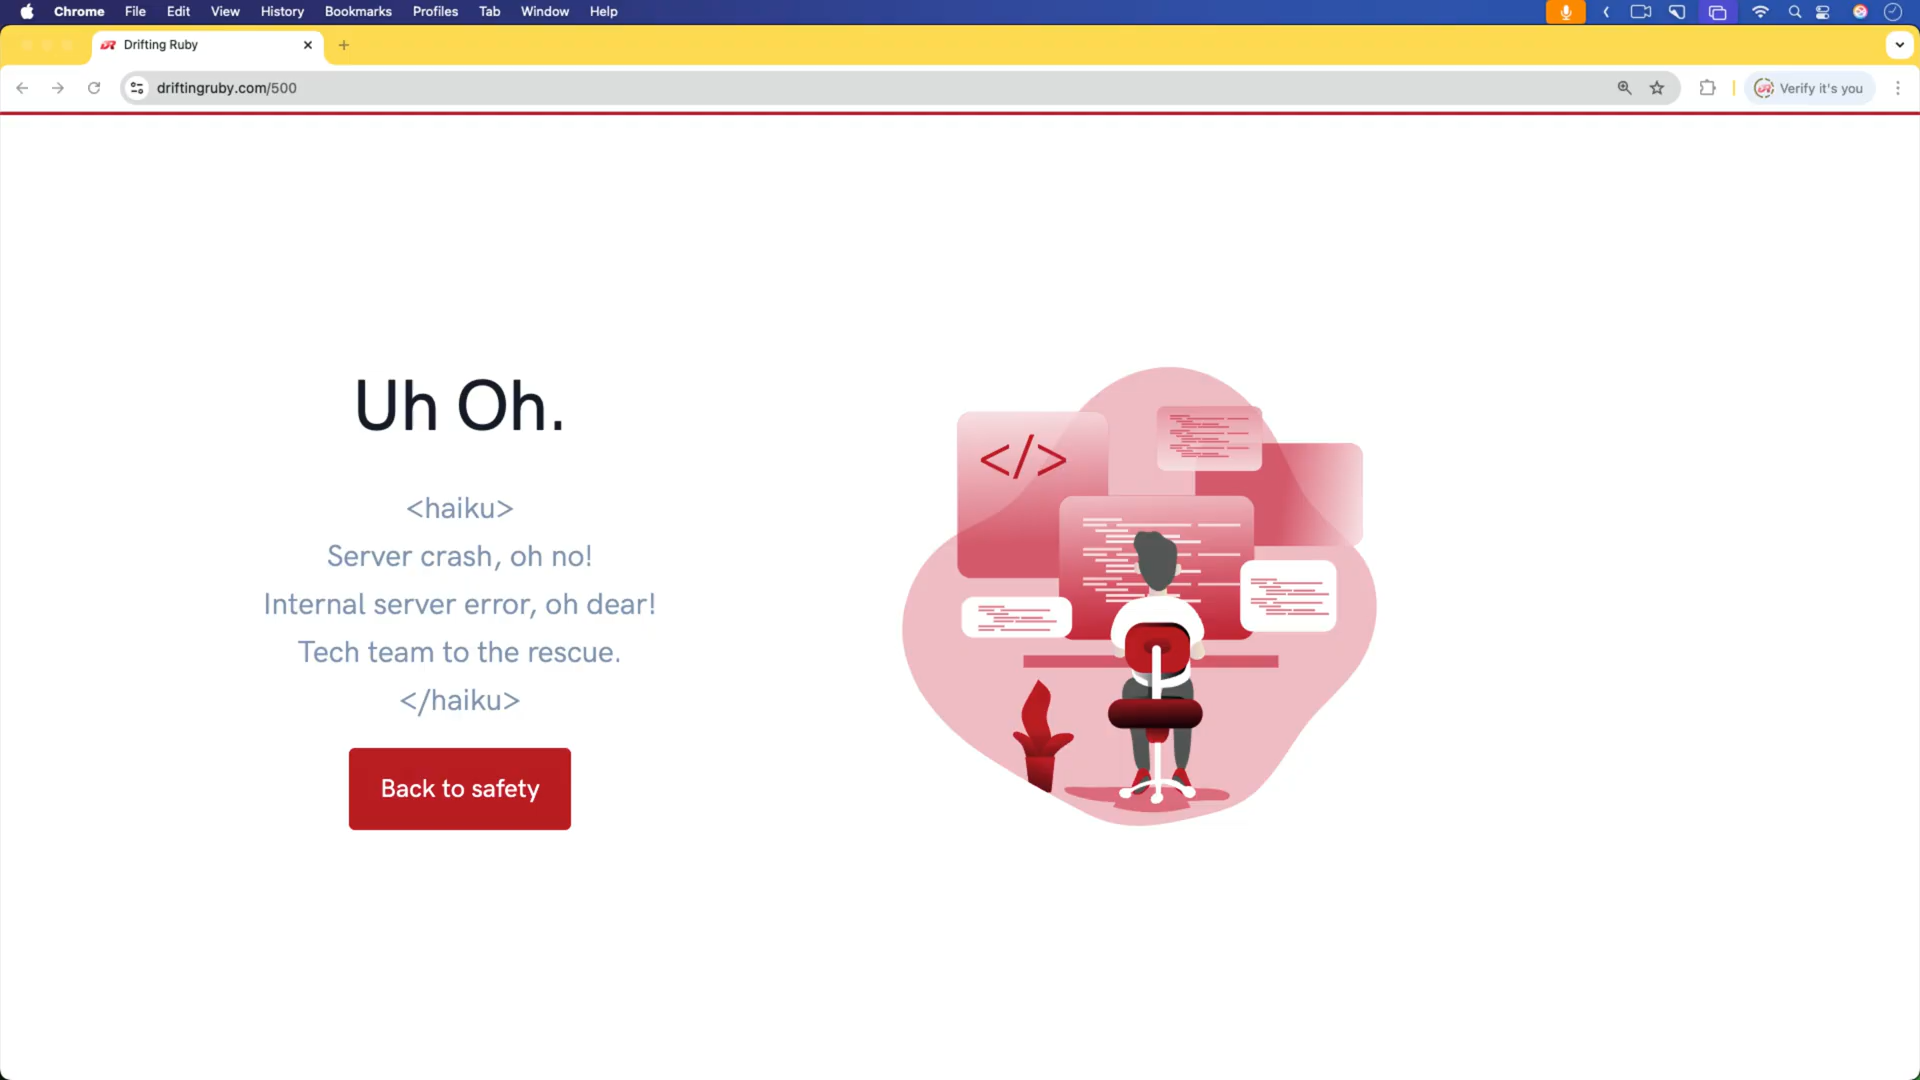 Chrome File Edit View History Bookmarks Profiles Tab Window Help
Drifting Ruby
driftingruby.com/500
Verify it's you
Uh Oh.
<haiku>
Server crash, oh no!
Internal server error, oh dear!
Tech team to the rescue.
</haiku>
Back to safety
</>